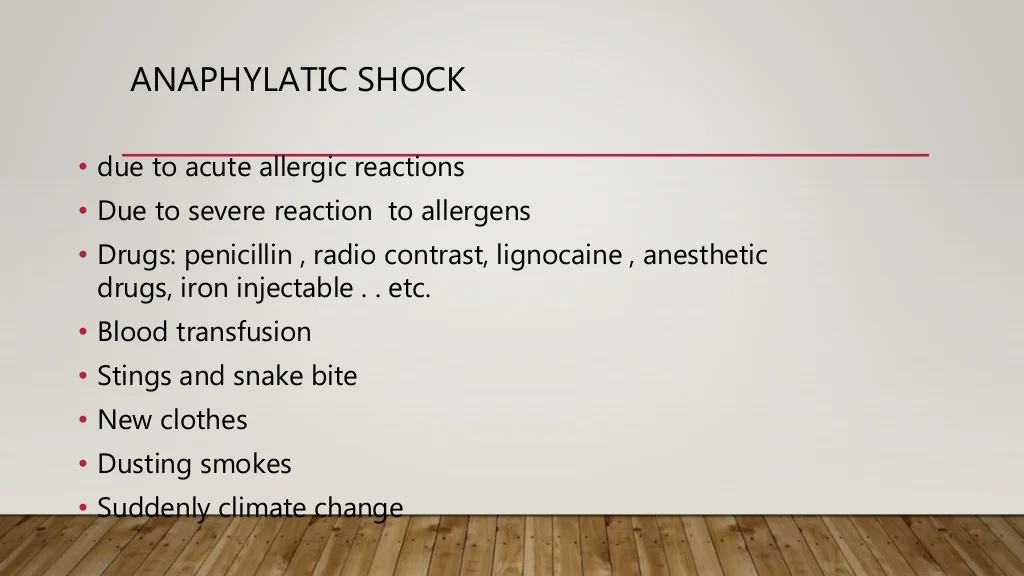 ANAPHYLATIC SHOCK
• due to acute allergic reactions
• Due to severe reaction  to allergens
• Drugs: penicillin , radio contrast, lignocaine , anesthetic
drugs, iron injectable . . etc.
• Blood transfusion
• Stings and snake bite
• New clothes
• Dusting smokes
• Suddenly climate change